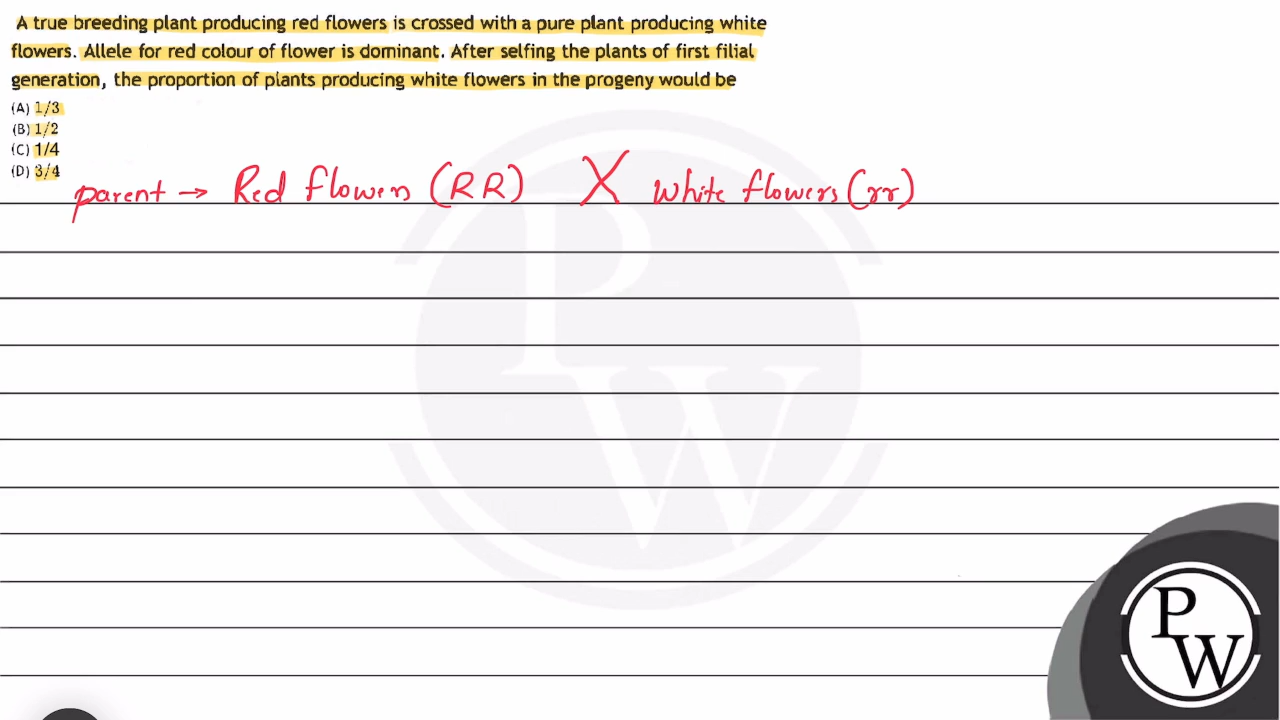 A true breeding plant producing red flowers is crossed with a pure plant producing white
flowers. Allele for red colour of flower is dominant. After selfing the plants of first filial
generation, the proportion of plants producing white flowers in the progeny would be
(A) 1/3
(B) 1/2
(C) 1/4
(D) 3/4
parent → Red flowers (RR) X white flowers (rr)
PW
PW